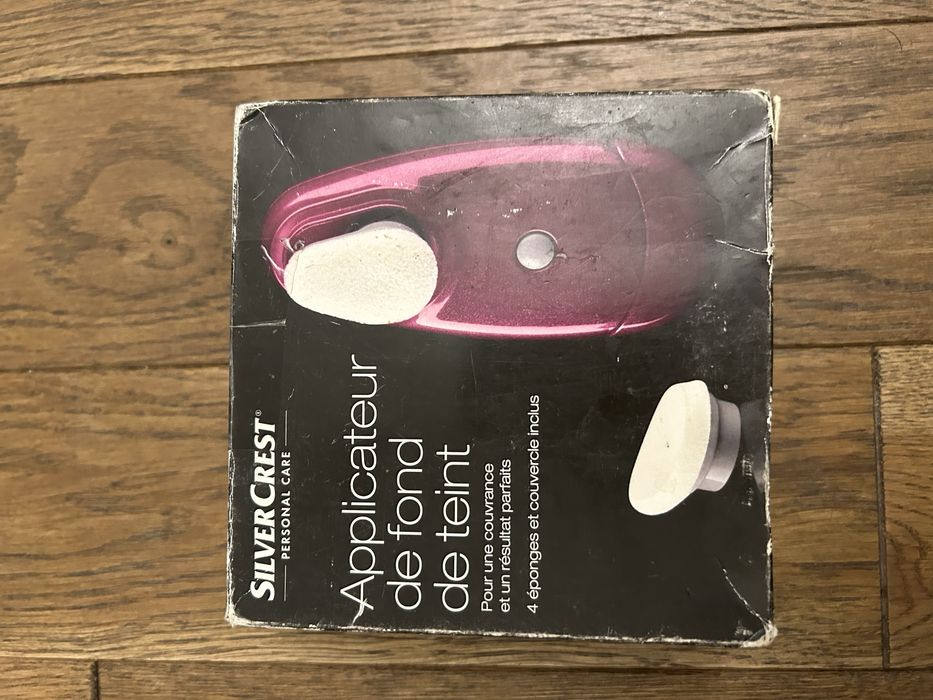 SILVERCREST®
PERSONAL CARE
Applicateur
de fond
de teint
Pour une couvrance
et un résultat parfaits
4 éponges et couvercle inclus